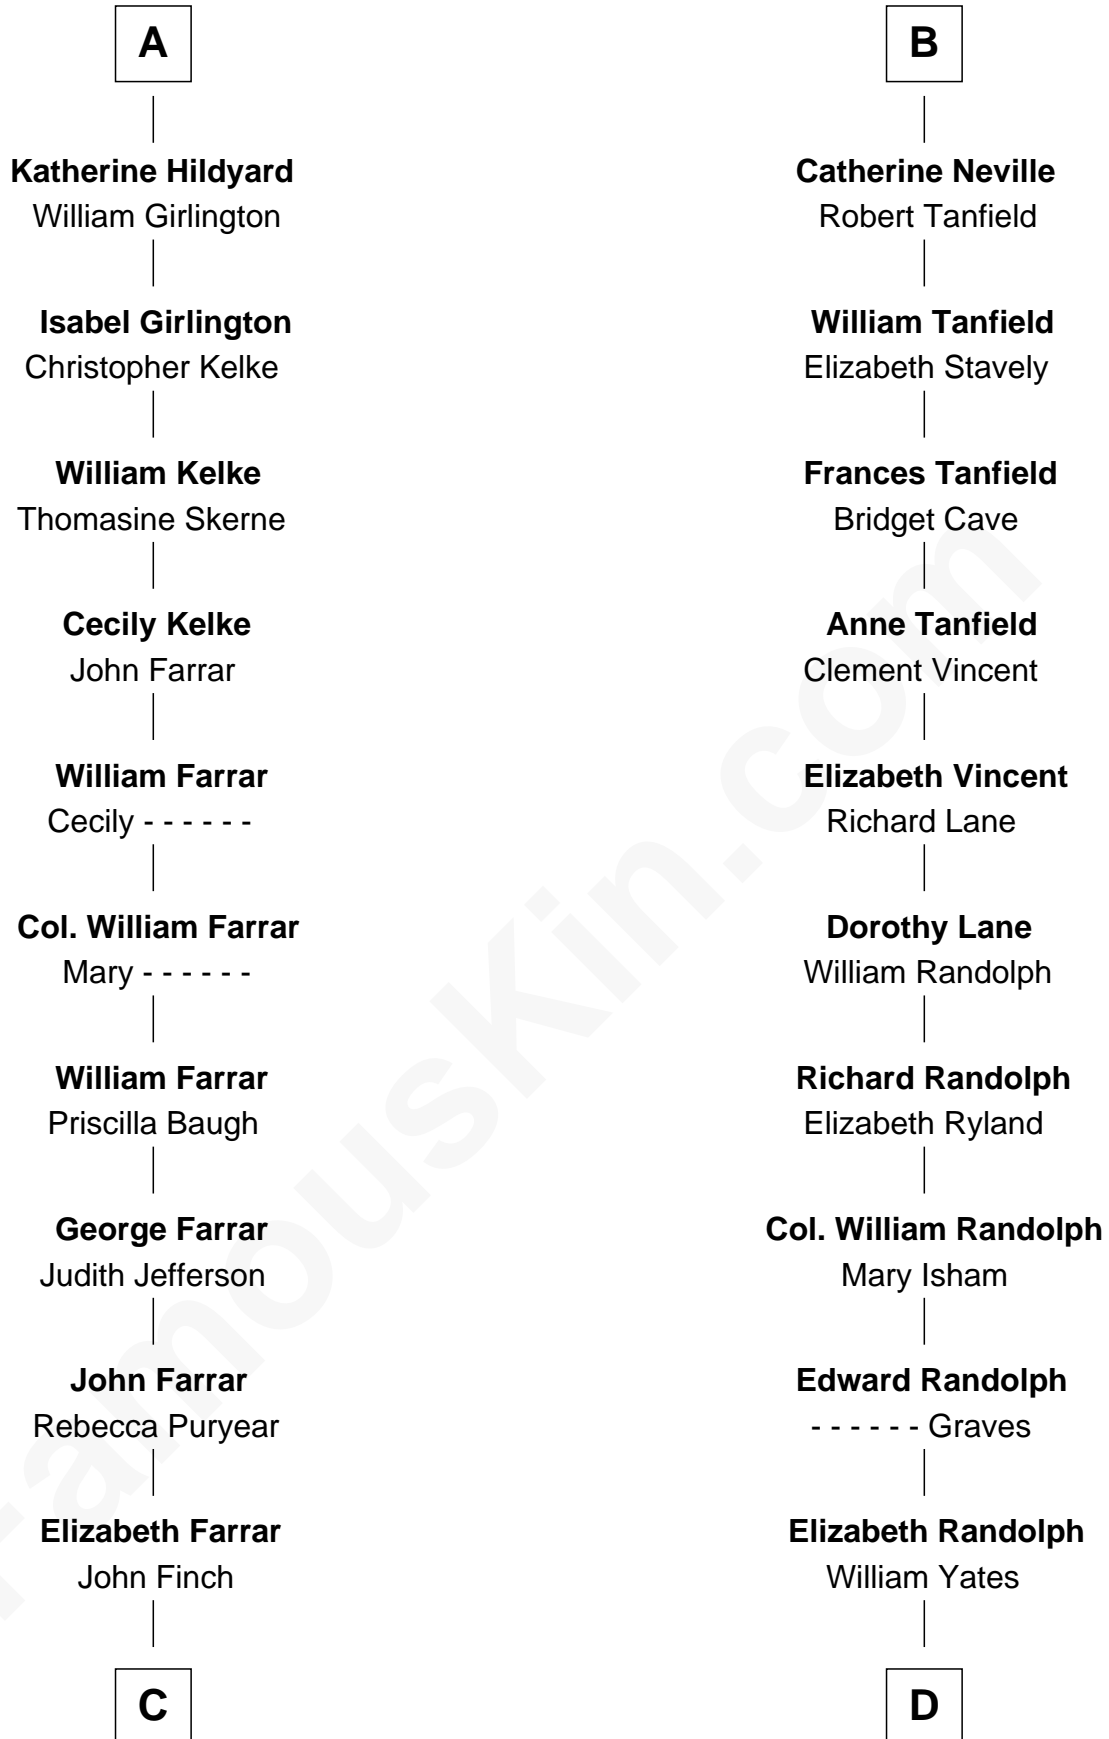 A
Katherine Hildyard
William Girlington
Isabel Girlington
Christopher Kelke
William Kelke
Thomasine Skerne
Cecily Kelke
John Farrar
William Farrar
Cecily - - - - - -
Col. William Farrar
Mary - - - - - -
William Farrar
Priscilla Baugh
George Farrar
Judith Jefferson
John Farrar
Rebecca Puryear
Elizabeth Farrar
John Finch
C
B
Catherine Neville
Robert Tanfield
William Tanfield
Elizabeth Stavely
Frances Tanfield
Bridget Cave
Anne Tanfield
Clement Vincent
Elizabeth Vincent
Richard Lane
Dorothy Lane
William Randolph
Richard Randolph
Elizabeth Ryland
Col. William Randolph
Mary Isham
Edward Randolph
- - - - - - Graves
Elizabeth Randolph
William Yates
D
FamousKin.com